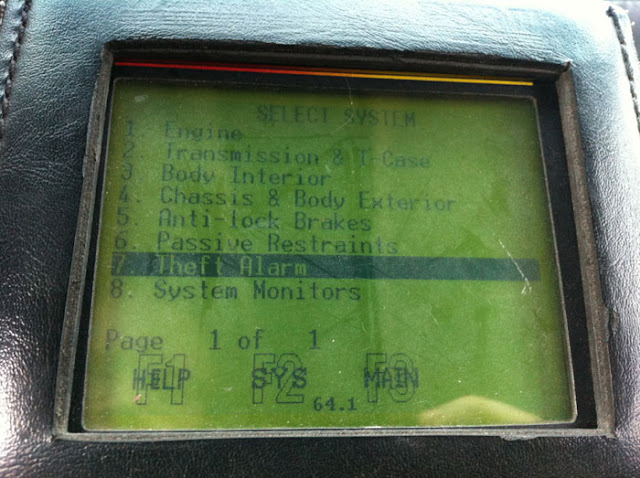 SELECT SYSTEM
1. Engine
2. Transmission & T-Case
3. Body Interior
4. Chassis & Body Exterior
5. Anti-lock Brakes
6. Passive Restraints
7. Theft Alarm
8. System Monitors
Page 1 of 1
F1 F2 F3
HELP SYS MAIN
64.1